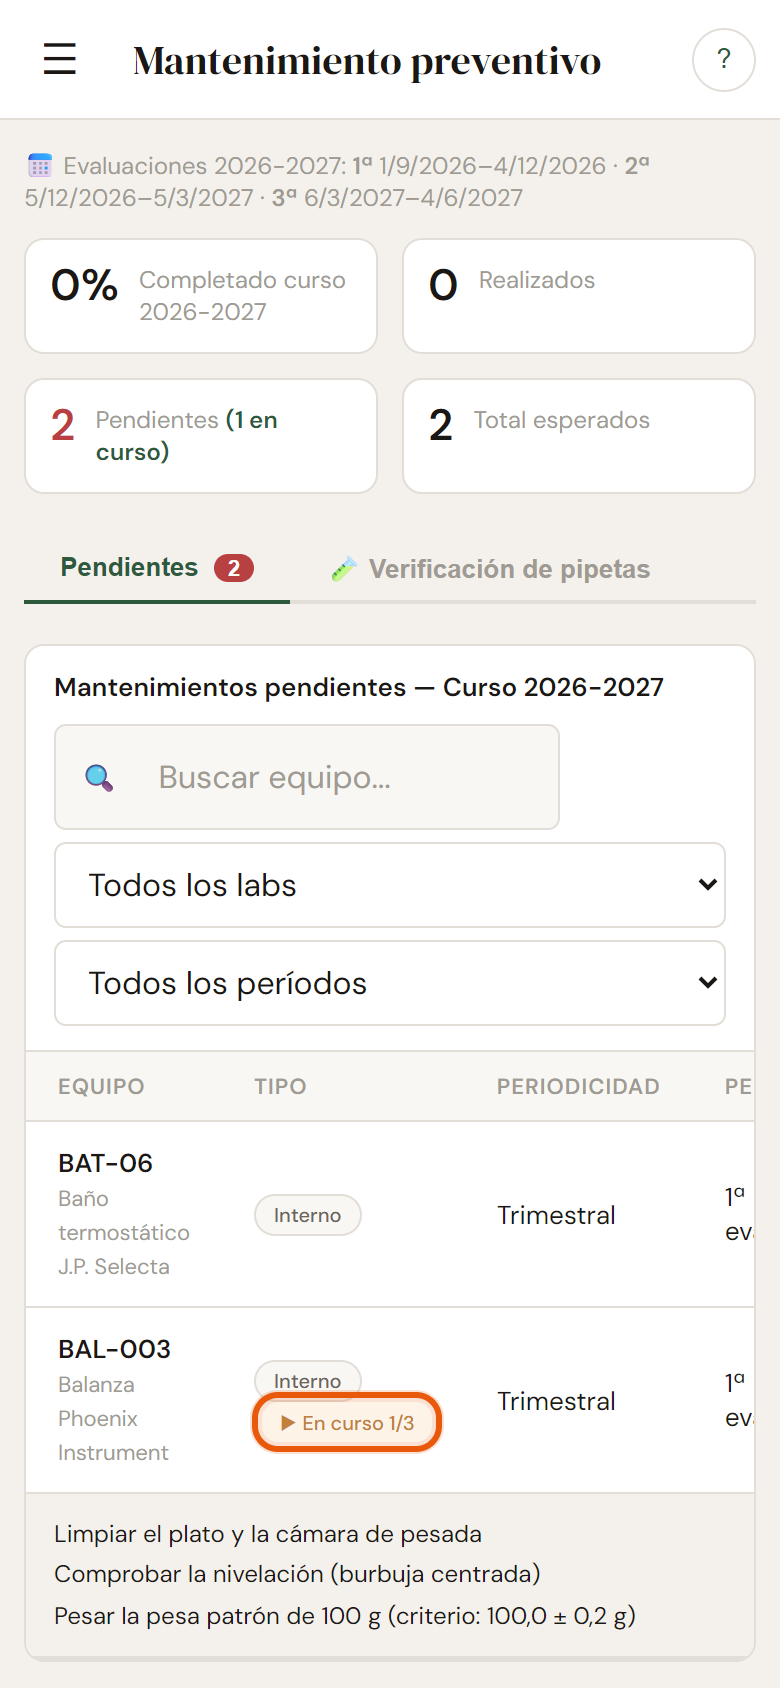 Mantenimiento preventivo
?
Evaluaciones 2026-2027: 1ª 1/9/2026–4/12/2026 · 2ª
5/12/2026–5/3/2027 · 3ª 6/3/2027–4/6/2027
0% Completado curso
2026-2027
0 Realizados
2 Pendientes (1 en
curso)
2 Total esperados
Pendientes 2
Verificación de pipetas
Mantenimientos pendientes — Curso 2026-2027
Buscar equipo...
Todos los labs
Todos los períodos
EQUIPO TIPO PERIODICIDAD PE
BAT-06
Baño
termostático
J.P. Selecta
Interno
Trimestral
1ª
eva
BAL-003
Balanza
Phoenix
Instrument
Interno
▶ En curso 1/3
Trimestral
1ª
eva
Limpiar el plato y la cámara de pesada
Comprobar la nivelación (burbuja centrada)
Pesar la pesa patrón de 100 g (criterio: 100,0 ± 0,2 g)